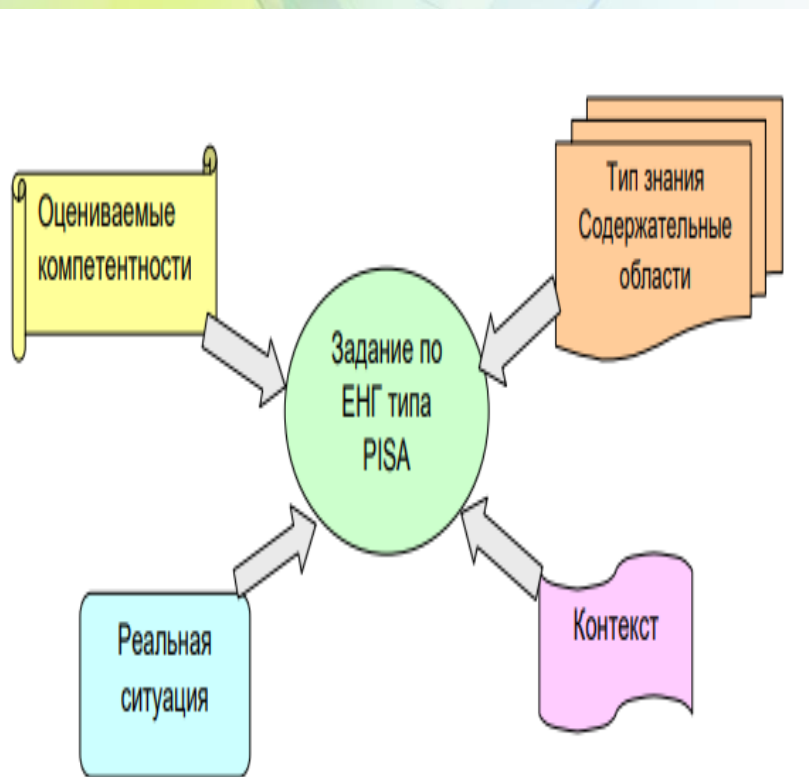 Оцениваемые
компетентности
Тип знания
Содержательные
области
Задание по
ЕНГ типа
PISA
Реальная
ситуация
Контекст